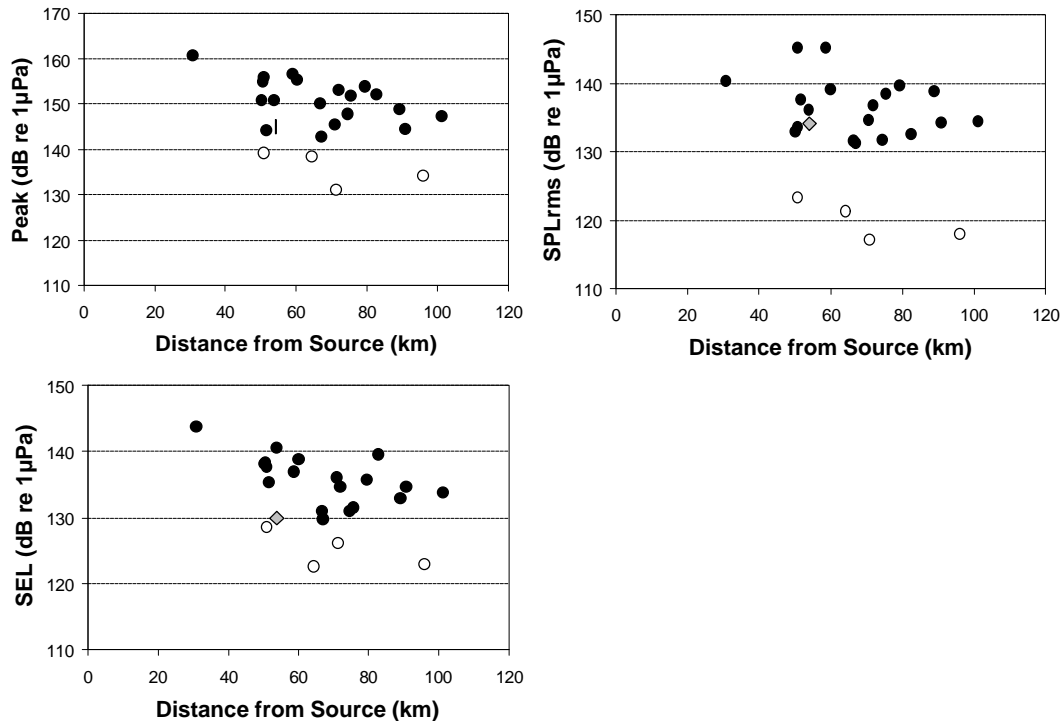 Peak (dB re 1µPa)
170
160
150
140
130
120
110
0 20 40 60 80 100 120
Distance from Source (km)
SPLrms (dB re 1µPa)
150
140
130
120
110
0 20 40 60 80 100 120
Distance from Source (km)
SEL (dB re 1µPa)
150
140
130
120
110
0 20 40 60 80 100 120
Distance from Source (km)